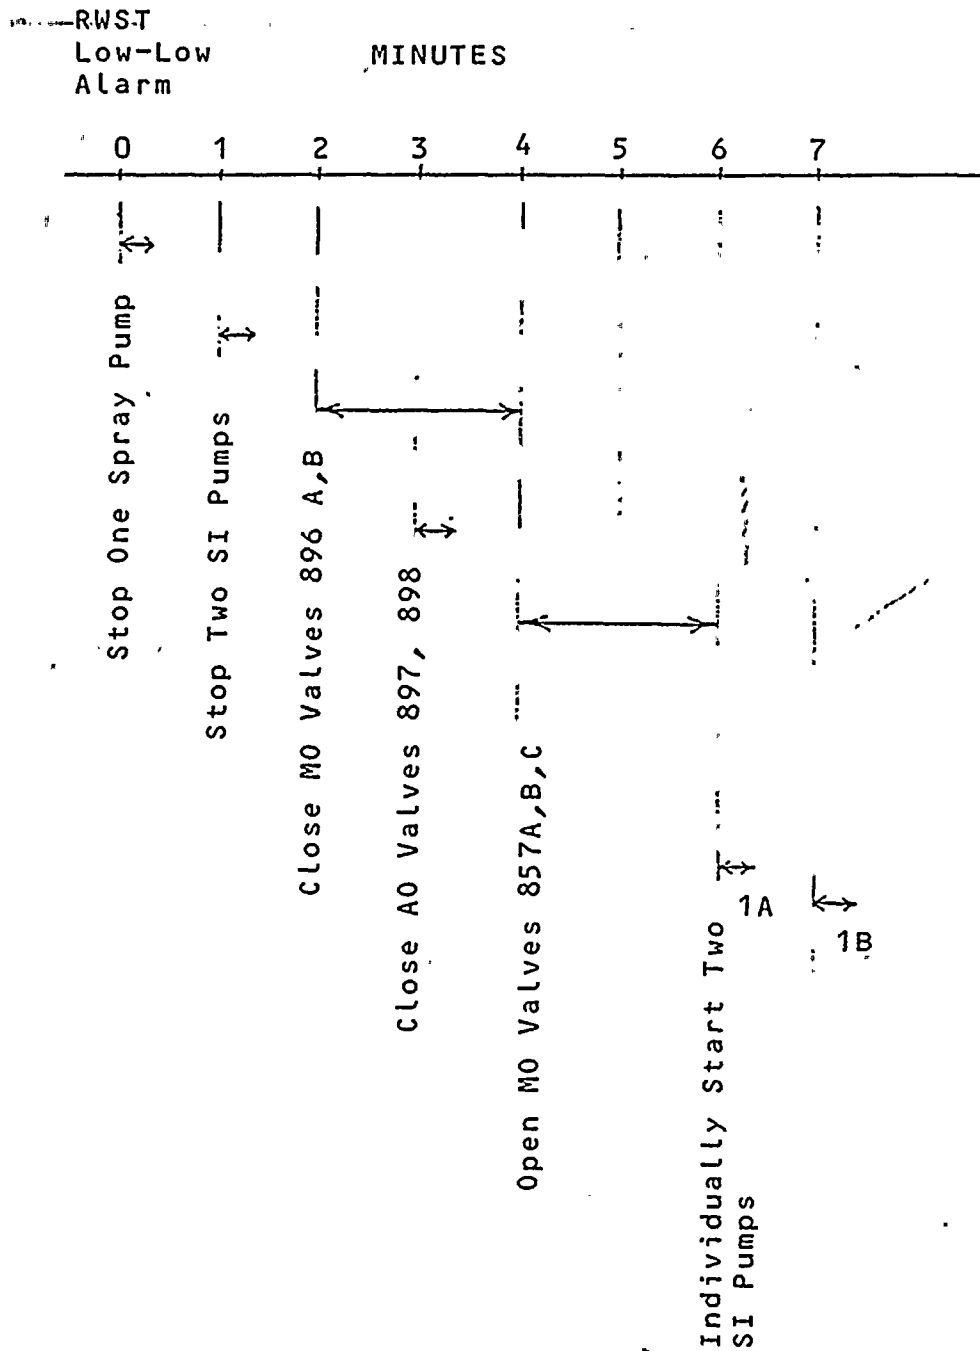 RWST
Low-Low
Alarm
MINUTES
0 1 2 3 4 5 6 7
Stop One Spray Pump
Stop Two SI Pumps
Close MO Valves 896 A,B
Close AO Valves 897, 898
Open MO Valves 857A,B,C
Individually Start Two
SI Pumps
1A
1B